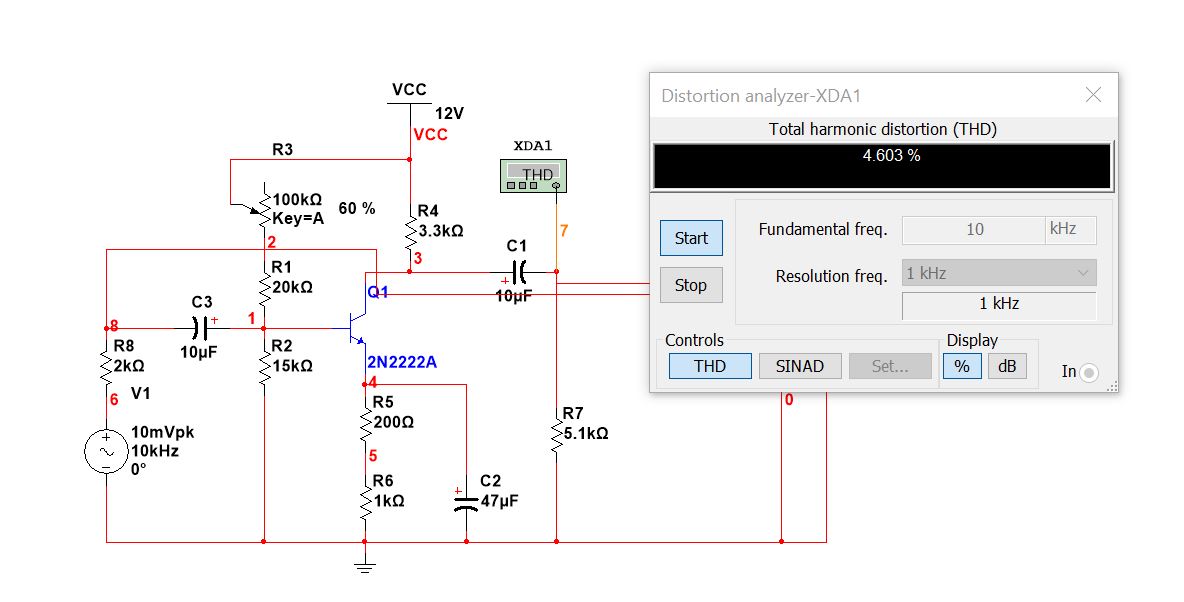 VCC
12V
VCC
R3
100kΩ
Key=A
60 %
2
R4
3.3kΩ
3
XDA1
THD
7
C1
+
10µF
R1
20kΩ
Q1
8
C3
+
10µF
1
R8
2kΩ
6
V1
R2
15kΩ
2N2222A
4
R5
200Ω
5
R6
1kΩ
C2
+
47µF
R7
5.1kΩ
10mVpk
10kHz
0°
0
Distortion analyzer-XDA1
Total harmonic distortion (THD)
4.603 %
Start
Stop
Fundamental freq. 10 kHz
Resolution freq. 1 kHz
1 kHz
Controls
THD SINAD Set...
Display
% dB
In